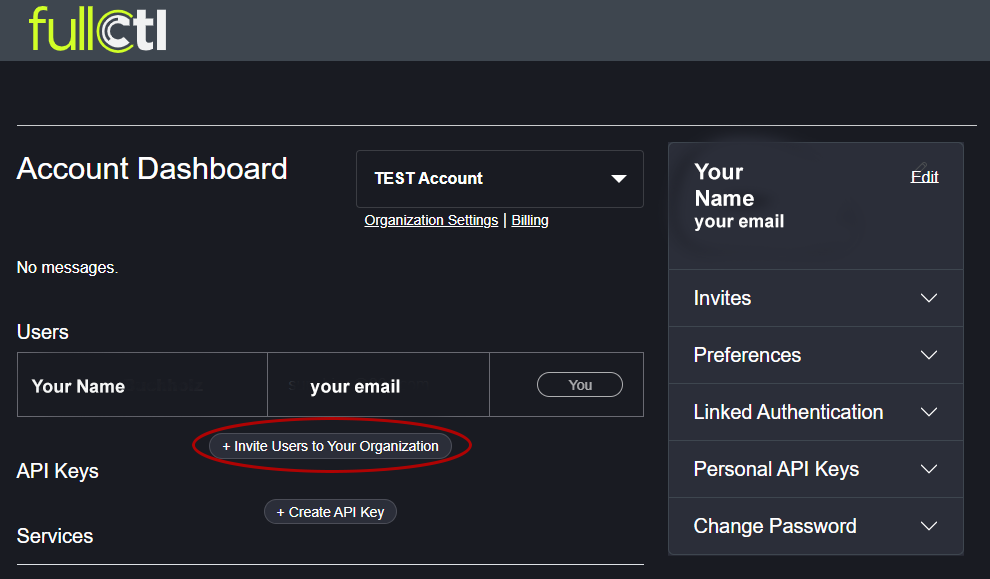 fullctl
Account Dashboard
TEST Account
Organization Settings | Billing
No messages.
Users
Your Name your email You
+ Invite Users to Your Organization
API Keys
+ Create API Key
Services
Your
Name
your email
Edit
Invites
Preferences
Linked Authentication
Personal API Keys
Change Password